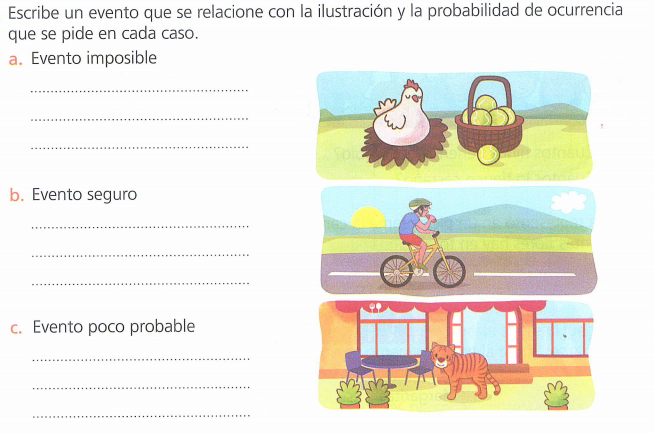 Escribe un evento que se relacione con la ilustración y la probabilidad de ocurrencia
que se pide en cada caso.
a. Evento imposible
b. Evento seguro
c. Evento poco probable